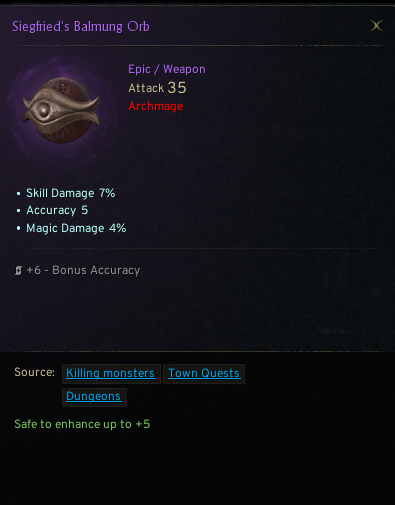 Siegfried's Balmung Orb
Epic / Weapon
Attack 35
Archmage
• Skill Damage 7%
• Accuracy 5
• Magic Damage 4%
+6 - Bonus Accuracy
Source: Killing monsters Town Quests
Dungeons
Safe to enhance up to +5